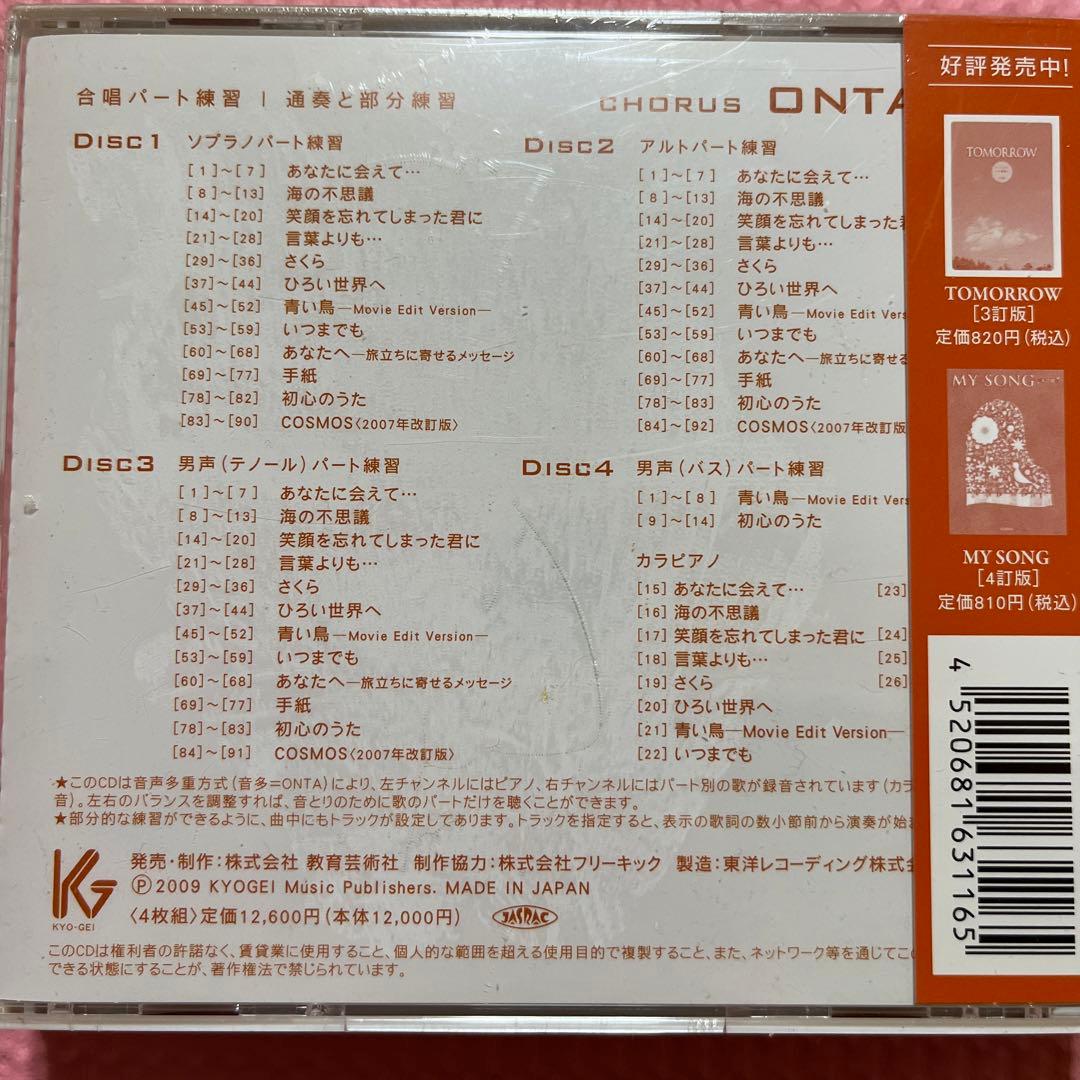 合唱パート練習 | 通奏と部分練習
CHORUS ONTA
DISC1 ソプラノパート練習
[1]～[7] あなたに会えて…
[8]～[13] 海の不思議
[14]～[20] 笑顔を忘れてしまった君に
[21]～[28] 言葉よりも…
[29]～[36] さくら
[37]～[44] ひろい世界へ
[45]～[52] 青い鳥―Movie Edit Version―
[53]～[59] いつまでも
[60]～[68] あなたへ―旅立ちに寄せるメッセージ
[69]～[77] 手紙
[78]～[82] 初心のうた
[83]～[90] COSMOS〈2007年改訂版〉
DISC2 アルトパート練習
[1]～[7] あなたに会えて…
[8]～[13] 海の不思議
[14]～[20] 笑顔を忘れてしまった
[21]～[28] 言葉よりも…
[29]～[36] さくら
[37]～[44] ひろい世界へ
[45]～[52] 青い鳥―Movie Edit Vers
[53]～[59] いつまでも
[60]～[68] あなたへ―旅立ちに寄せる
[69]～[77] 手紙
[78]～[83] 初心のうた
[84]～[92] COSMOS〈2007年改訂版
DISC3 男声(テノール)パート練習
[1]～[7] あなたに会えて…
[8]～[13] 海の不思議
[14]～[20] 笑顔を忘れてしまった君に
[21]～[28] 言葉よりも…
[29]～[36] さくら
[37]～[44] ひろい世界へ
[45]～[52] 青い鳥―Movie Edit Version―
[53]～[59] いつまでも
[60]～[68] あなたへ―旅立ちに寄せるメッセージ
[69]～[77] 手紙
[78]～[83] 初心のうた
[84]～[91] COSMOS〈2007年改訂版〉
DISC4 男声(バス)パート練習
[1]～[8] 青い鳥―Movie Edit Vers
[9]～[14] 初心のうた
カラピアノ
[15] あなたに会えて… [23]
[16] 海の不思議
[17] 笑顔を忘れてしまった君に [24]
[18] 言葉よりも… [25]
[19] さくら [26]
[20] ひろい世界へ
[21] 青い鳥―Movie Edit Version―
[22] いつまでも
★このCDは音声多重方式(音多=ONTA)により、左チャンネルにはピアノ、右チャンネルにはパート別の歌が録音されています(カラ
音)。左右のバランスを調整すれば、音とりのために歌のパートだけを聴くことができます。
★部分的な練習ができるように、曲中にもトラックが設定してあります。トラックを指定すると、表示の歌詞の数小節前から演奏が始ま
KYO-GEI
発売・制作：株式会社 教育芸術社 制作協力：株式会社フリーキック 製造：東洋レコーディング株式会
Ⓟ2009 KYOGEI Music Publishers. MADE IN JAPAN
〈4枚組〉定価12,600円(本体12,000円) JASRAC
このCDは権利者の許諾なく、賃貸業に使用すること、個人的な範囲を超える使用目的で複製すること、また、ネットワーク等を通じてこ
できる状態にすることが、著作権法で禁じられています。
好評発売中!
TOMORROW
TOMORROW
[3訂版]
定価820円(税込)
MY SONG
MY SONG
[4訂版]
定価810円(税込)
4 520681 631165